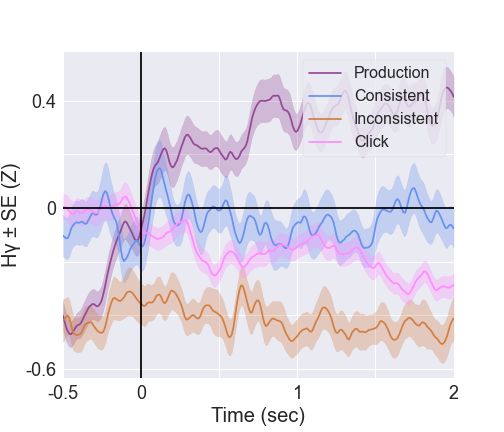 Production
Consistent
Inconsistent
Click
0.4
0
-0.6
Hγ ± SE (Z)
-0.5
0
1
2
Time (sec)